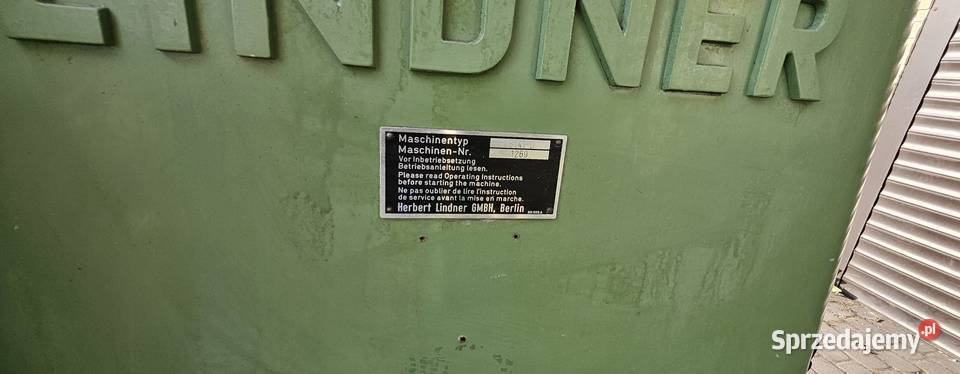 LINDNER
Maschinentyp
Maschinen-Nr. 1269
Vor Inbetriebsetzung
Betriebsanleitung lesen.
Please read Operating Instructions
before starting the machine.
Ne pas oublier de lire l'instruction
de service avant la mise en marche.
Herbert Lindner GMBH, Berlin
Sprzedajemy.pl